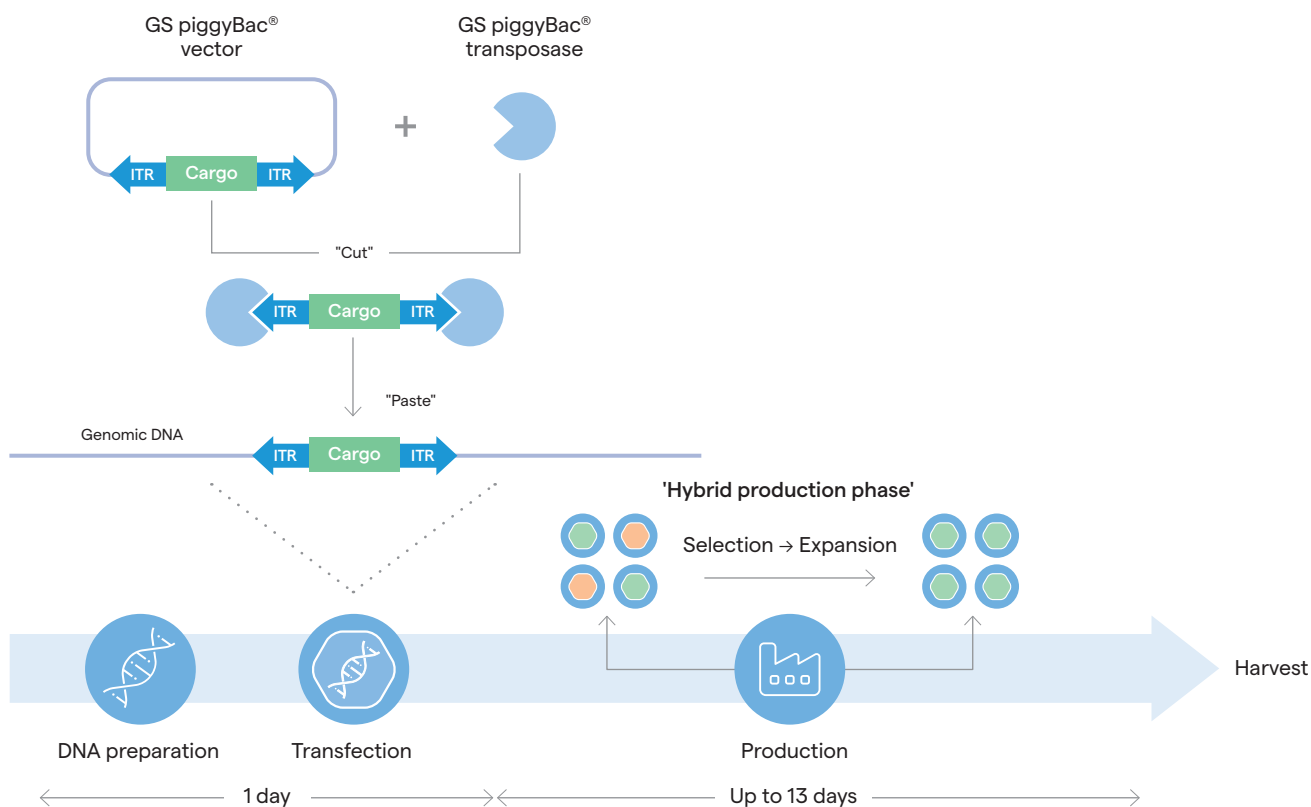 GS piggyBac®
vector
GS piggyBac®
transposase
+
ITR Cargo ITR
"Cut"
ITR Cargo ITR
"Paste"
Genomic DNA
ITR Cargo ITR
'Hybrid production phase'
Selection → Expansion
Harvest
DNA preparation
Transfection
Production
1 day
Up to 13 days